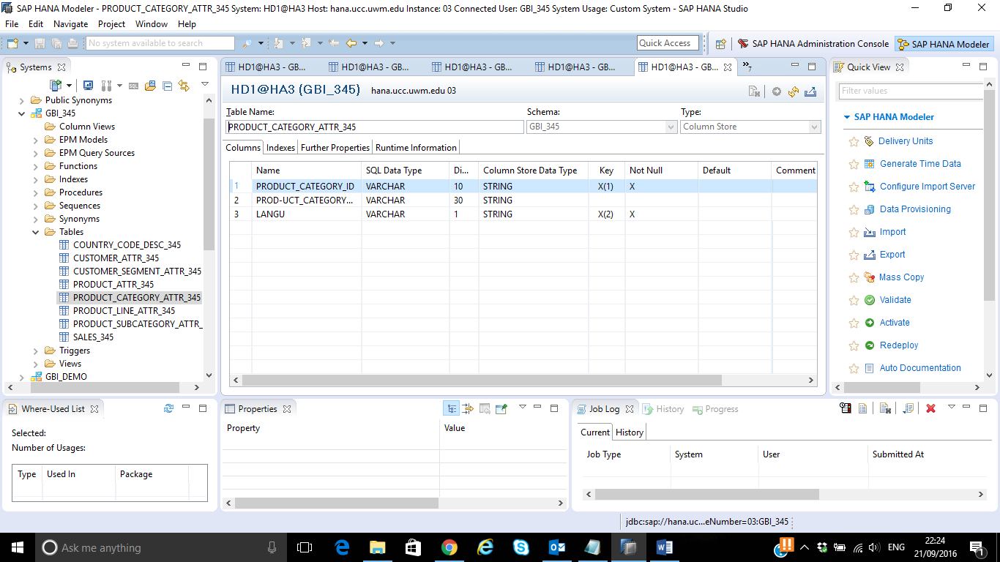 SAP HANA Modeler - PRODUCT_CATEGORY_ATTR_345 System: HD1@HA3 Host: hana.ucc.uwm.edu Instance: 03 Connected User: GBI_345 System Usage: Custom System - SAP HANA Studio
File Edit Navigate Project Window Help
No system available to search
Quick Access
SAP HANA Administration Console
SAP HANA Modeler
Systems
Public Synonyms
GBI_345
Column Views
EPM Models
EPM Query Sources
Functions
Indexes
Procedures
Sequences
Synonyms
Tables
COUNTRY_CODE_DESC_345
CUSTOMER_ATTR_345
CUSTOMER_SEGMENT_ATTR_345
PRODUCT_ATTR_345
PRODUCT_CATEGORY_ATTR_345
PRODUCT_LINE_ATTR_345
PRODUCT_SUBCATEGORY_ATTR_
SALES_345
Triggers
Views
GBI_DEMO
HD1@HA3 - GB... HD1@HA3 - GB... HD1@HA3 - GB... HD1@HA3 - GB... HD1@HA3 - GB... »7
HD1@HA3 (GBI_345) hana.ucc.uwm.edu 03
Table Name: Schema: Type:
PRODUCT_CATEGORY_ATTR_345 GBI_345 Column Store
Columns Indexes Further Properties Runtime Information
Name SQL Data Type Di... Column Store Data Type Key Not Null Default Comment
1 PRODUCT_CATEGORY_ID VARCHAR 10 STRING X(1) X
2 PROD-UCT_CATEGORY... VARCHAR 30 STRING
3 LANGU VARCHAR 1 STRING X(2) X
Quick View
Filter values
SAP HANA Modeler
Delivery Units
Generate Time Data
Configure Import Server
Data Provisioning
Import
Export
Mass Copy
Validate
Activate
Redeploy
Auto Documentation
Where-Used List
Selected:
Number of Usages:
Type Used In Package
Properties
Property Value
Job Log History Progress
Current History
Job Type System User Submitted At
jdbc:sap://hana.uc...eNumber=03:GBI_345
Ask me anything
ENG
22:24
21/09/2016
1